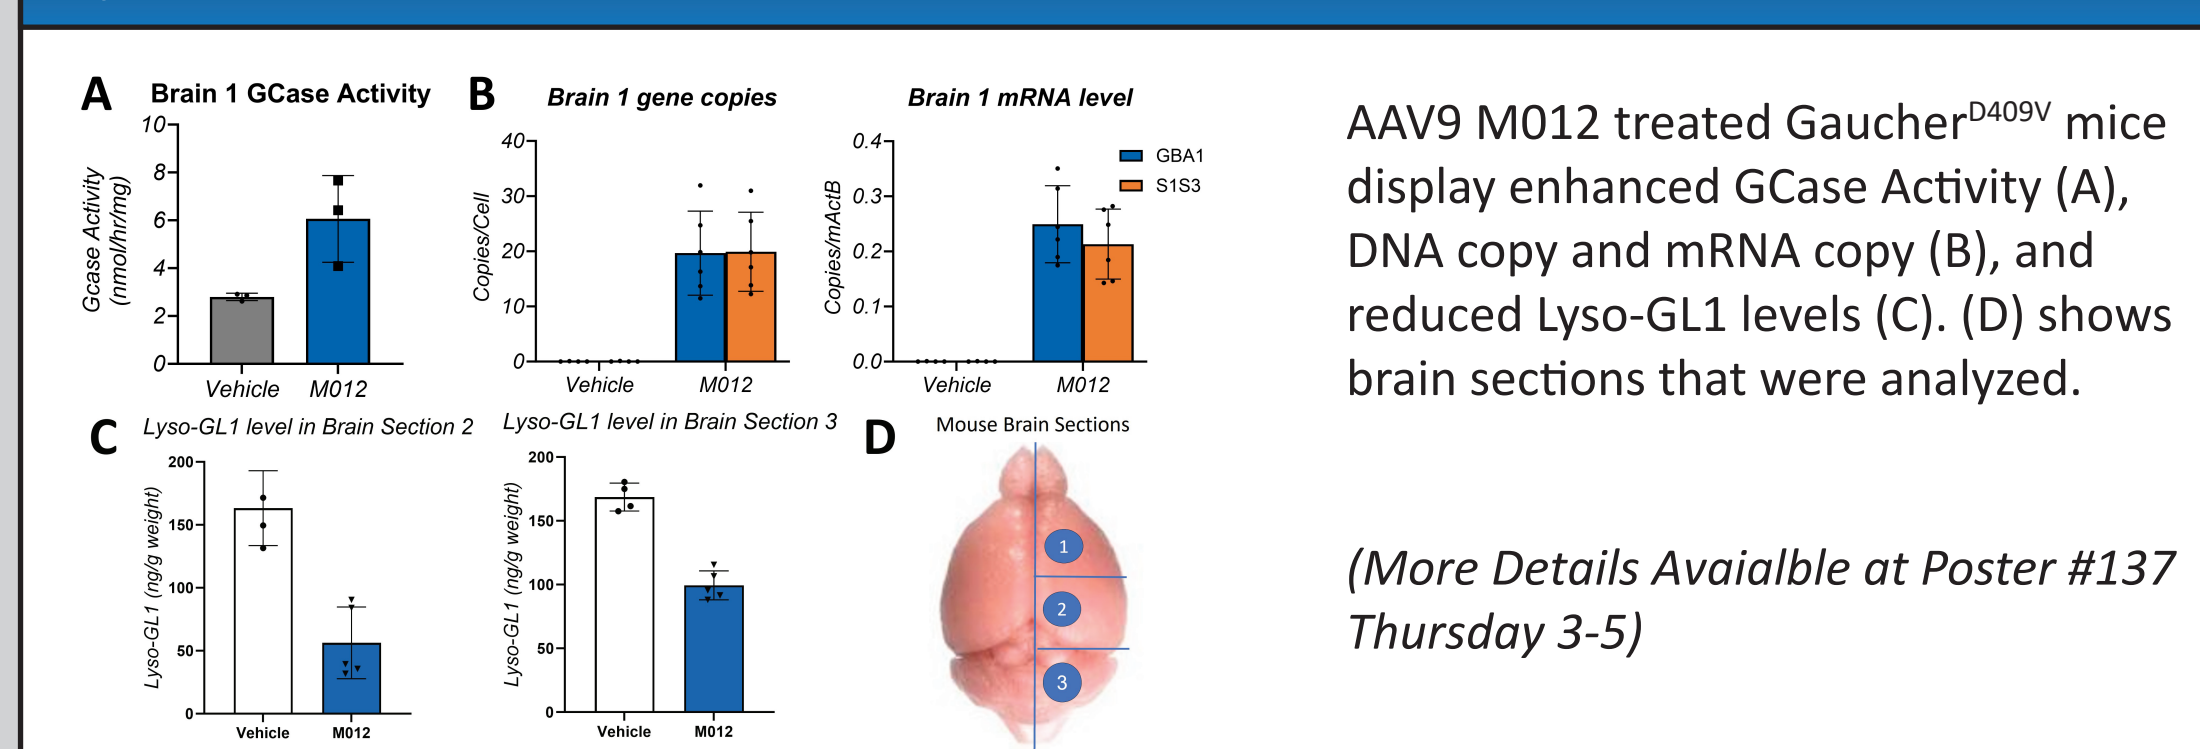 A
Brain 1 GCase Activity
Gcase Activity
(nmol/hr/mg)
10
8
6
4
2
0
Vehicle
M012
B
Brain 1 gene copies
Copies/Cell
40
30
20
10
0
Vehicle
M012
Brain 1 mRNA level
Copies/mActB
0.4
0.3
0.2
0.1
0.0
Vehicle
M012
GBA1
S1S3
C
Lyso-GL1 level in Brain Section 2
Lyso-GL1 (ng/g weight)
200
150
100
50
0
Vehicle
M012
Lyso-GL1 level in Brain Section 3
Lyso-GL1 (ng/g weight)
200
150
100
50
0
Vehicle
M012
D
Mouse Brain Sections
1
2
3
AAV9 M012 treated Gaucher^D409V mice
display enhanced GCase Activity (A),
DNA copy and mRNA copy (B), and
reduced Lyso-GL1 levels (C). (D) shows
brain sections that were analyzed.
(More Details Avaialble at Poster #137
Thursday 3-5)